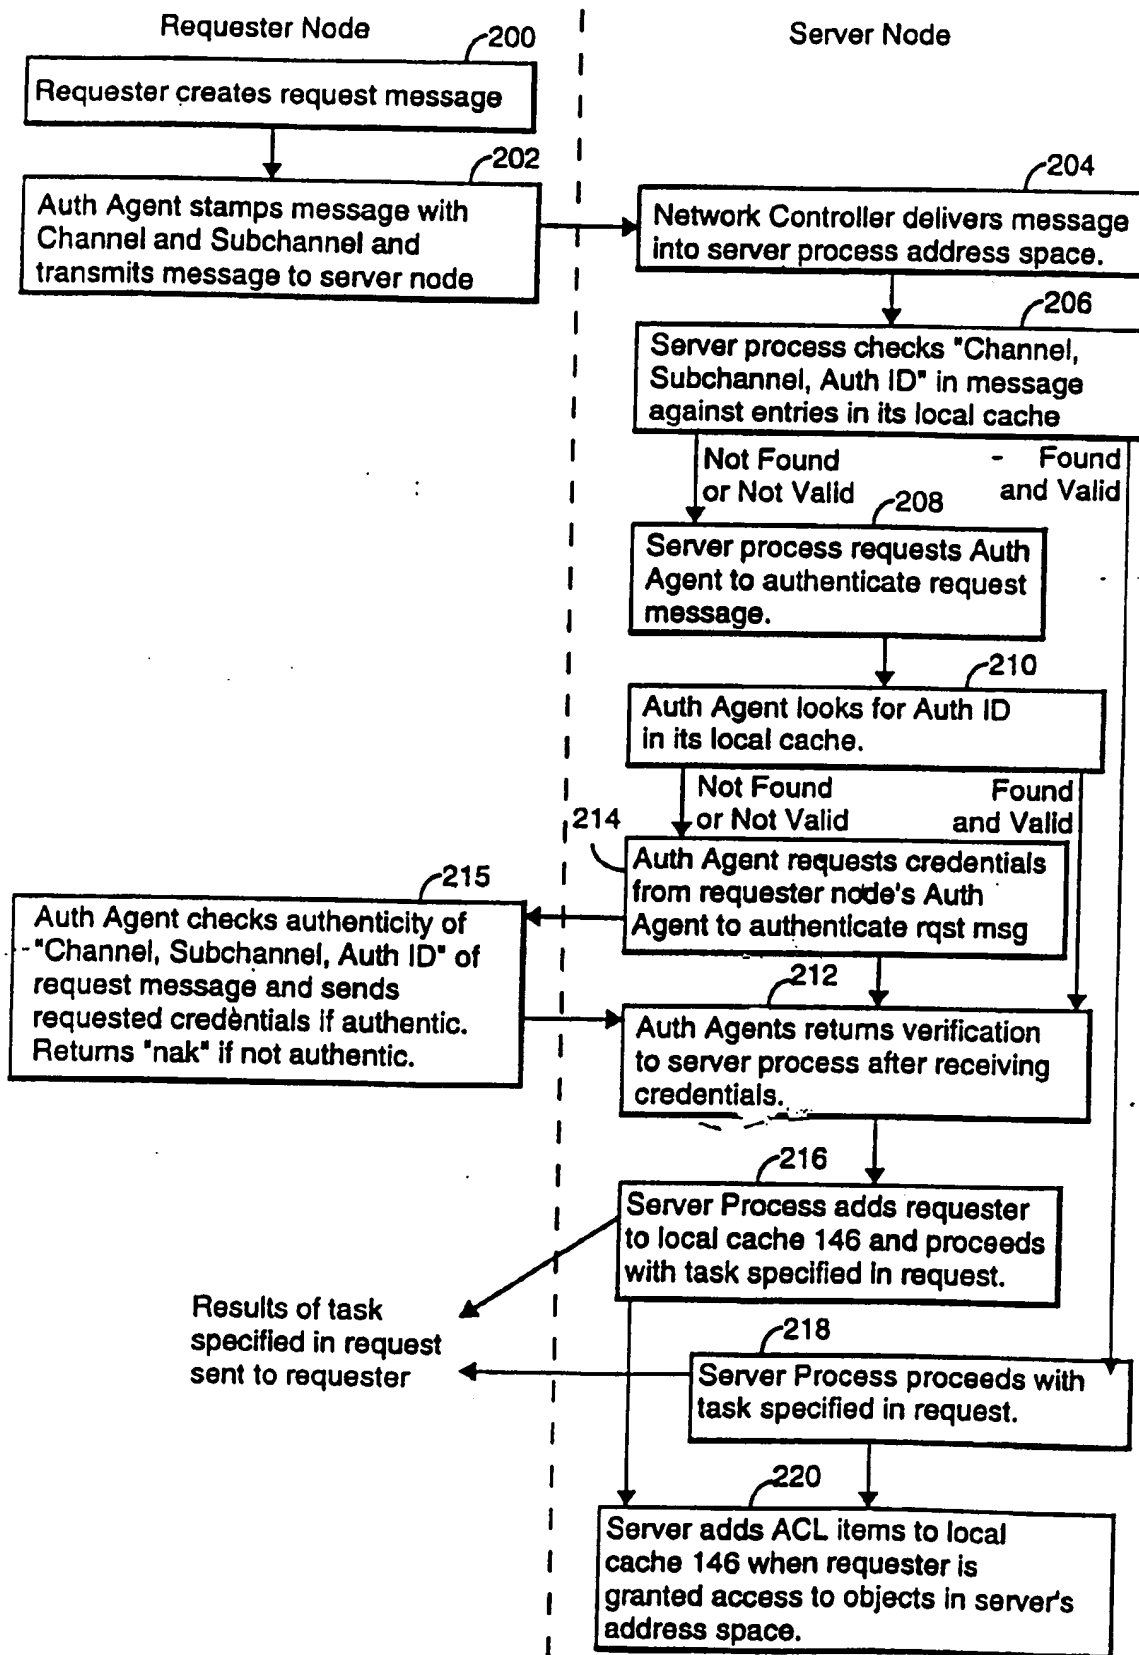 Requester Node
Server Node
200
Requester creates request message
202
Auth Agent stamps message with
Channel and Subchannel and
transmits message to server node
204
Network Controller delivers message
into server process address space.
206
Server process checks "Channel,
Subchannel, Auth ID" in message
against entries in its local cache
Not Found
or Not Valid
Found
and Valid
208
Server process requests Auth
Agent to authenticate request
message.
210
Auth Agent looks for Auth ID
in its local cache.
Not Found
or Not Valid
Found
and Valid
214
Auth Agent requests credentials
from requester node's Auth
Agent to authenticate rqst msg
215
Auth Agent checks authenticity of
"Channel, Subchannel, Auth ID" of
request message and sends
requested credentials if authentic.
Returns "nak" if not authentic.
212
Auth Agents returns verification
to server process after receiving
credentials.
216
Server Process adds requester
to local cache 146 and proceeds
with task specified in request.
Results of task
specified in request
sent to requester
218
Server Process proceeds with
task specified in request.
220
Server adds ACL items to local
cache 146 when requester is
granted access to objects in server's
address space.